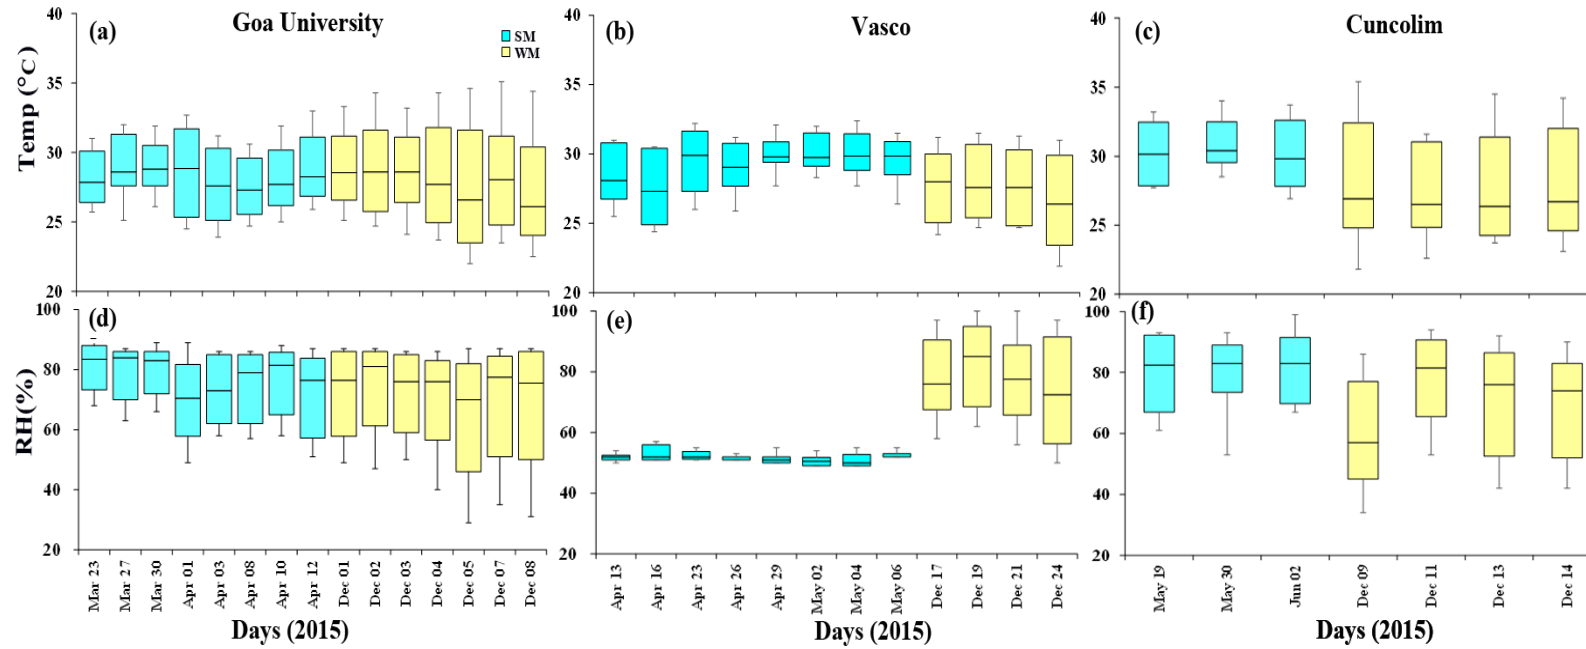 Goa University
Vasco
Cuncolim
(a)
(b)
(c)
SM
WM
Temp (°C)
40
35
30
25
20
40
35
30
25
20
40
35
30
25
20
(d)
(e)
(f)
RH(%)
100
80
60
40
20
100
80
60
40
20
100
80
60
40
20
Mar 23
Mar 27
Mar 30
Apr 01
Apr 03
Apr 08
Apr 10
Apr 12
Dec 01
Dec 02
Dec 03
Dec 04
Dec 05
Dec 07
Dec 08
Apr 13
Apr 16
Apr 23
Apr 26
Apr 29
May 02
May 04
May 06
Dec 17
Dec 19
Dec 21
Dec 24
May 19
May 30
Jun 02
Dec 09
Dec 11
Dec 13
Dec 14
Days (2015)
Days (2015)
Days (2015)